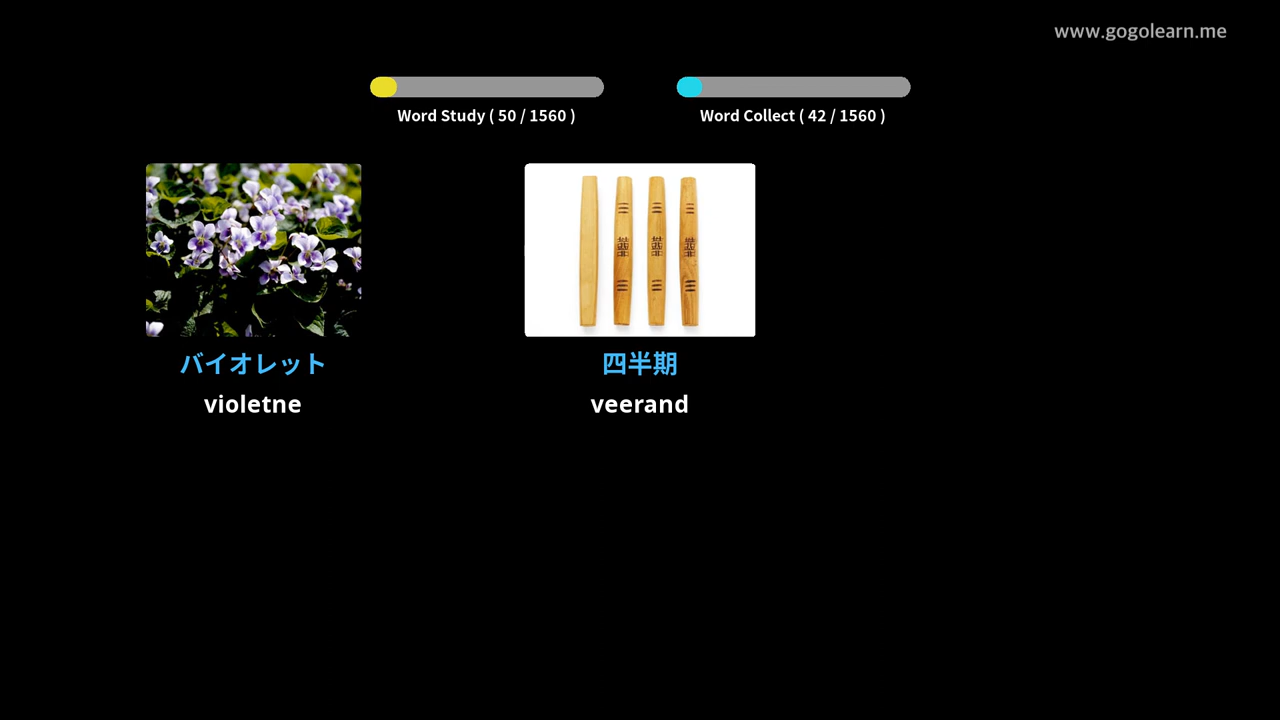 www.gogolearn.me
Word Study ( 50 / 1560 )
Word Collect ( 42 / 1560 )
バイオレット
四半期
violetne
veerand